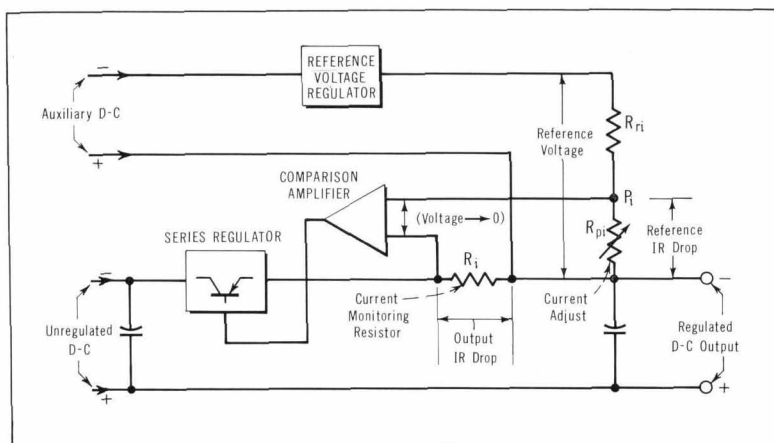 −
REFERENCE
VOLTAGE
REGULATOR
Auxiliary D-C
+
Reference
Voltage
Rri
COMPARISON
AMPLIFIER
(Voltage → 0)
Pi
Rpi
Reference
IR Drop
SERIES REGULATOR
−
Ri
−
Current
Monitoring
Resistor
Current
Adjust
Unregulated
D-C
Output
IR Drop
Regulated
D-C Output
+
+